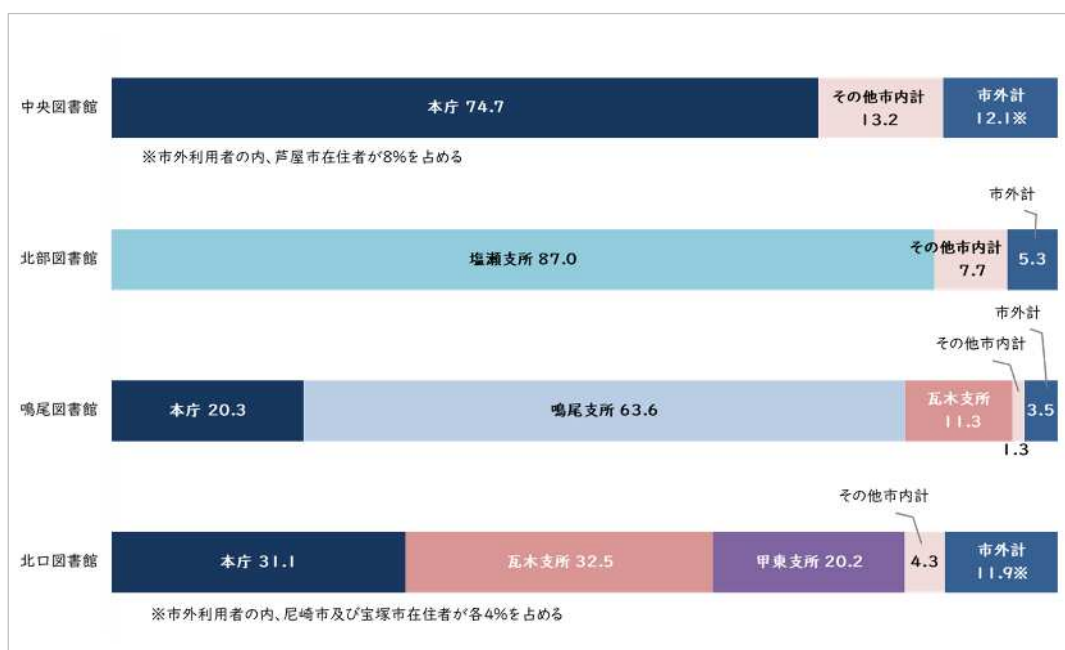 中央図書館
本庁 74.7
その他市内計
13.2
市外計
12.1※
※市外利用者の内、芦屋市在住者が8%を占める
市外計
北部図書館
塩瀬支所 87.0
その他市内計
7.7
5.3
市外計
その他市内計
鳴尾図書館
本庁 20.3
鳴尾支所 63.6
瓦木支所
11.3
3.5
1.3
その他市内計
北口図書館
本庁 31.1
瓦木支所 32.5
甲東支所 20.2
4.3
市外計
11.9※
※市外利用者の内、尼崎市及び宝塚市在住者が各4%を占める